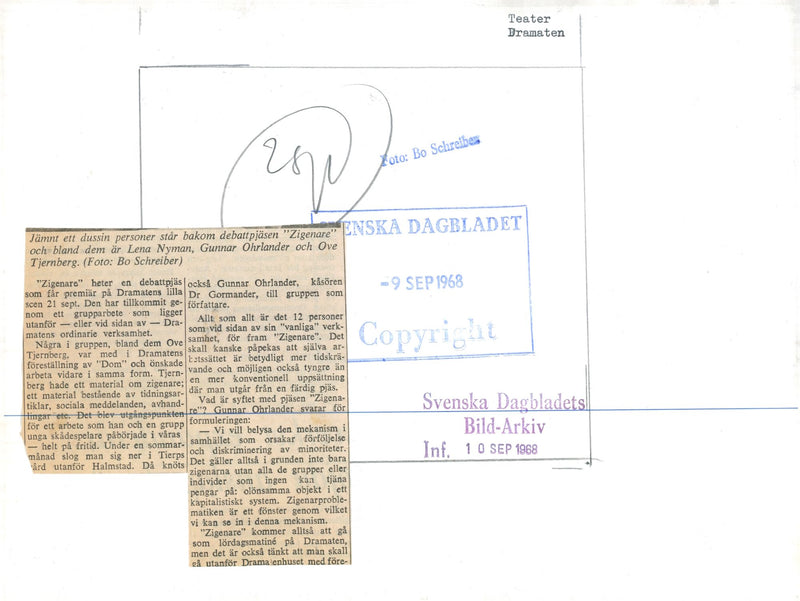 Teater
Dramaten
Foto: Bo Schreiber
SVENSKA DAGBLADET
-9 SEP 1968
Copyright
Svenska Dagbladets
Bild-Arkiv
Inf. 10 SEP 1968
Jämnt ett dussin personer står bakom debattpjäsen "Zigenare"
och bland dem är Lena Nyman, Gunnar Ohrlander och Ove
Tjernberg. (Foto: Bo Schreiber)
"Zigenare" heter en debattpjäs
som får premiär på Dramatens lilla
scen 21 sept. Den har tillkommit ge-
nom ett grupparbete som ligger
utanför — eller vid sidan av — Dra-
matens ordinarie verksamhet.
Några i gruppen, bland dem Ove
Tjernberg, var med i Dramatens
föreställning av "Dom" och önskade
arbeta vidare i samma form. Tjern-
berg hade ett material om zigenare;
ett material bestående av tidningsar-
tiklar, sociala meddelanden, avhand-
lingar etc. Det blev utgångspunkten
för ett arbete som han och en grupp
unga skådespelare påbörjade i våras
— helt på fritid. Under en sommar-
månad slog man sig ner i Tierps
gård utanför Halmstad. Då knöts
också Gunnar Ohrlander, kåsören
Dr Gormander, till gruppen som
författare.
Allt som allt är det 12 personer
som vid sidan av sin "vanliga" verk-
samhet, för fram "Zigenare". Det
skall kanske påpekas att själva ar-
betssättet är betydligt mer tidskrä-
vande och möjligen också tyngre än
en mer konventionell uppsättning
där man utgår från en färdig pjäs.
Vad är syftet med pjäsen "Zigena-
re"? Gunnar Ohrlander svarar för
formuleringen:
— Vi vill belysa den mekanism i
samhället som orsakar förföljelse
och diskriminering av minoriteter.
Det gäller alltså i grunden inte bara
zigenarna utan alla de grupper eller
individer som ingen kan tjäna
pengar på: olönsamma objekt i ett
kapitalistiskt system. Zigenarproble-
matiken är ett fönster genom vilket
vi kan se in i denna mekanism.
"Zigenare" kommer alltså att gå
som lördagsmatiné på Dramaten,
men det är också tänkt att man skall
gå utanför Dramatenhuset med före-